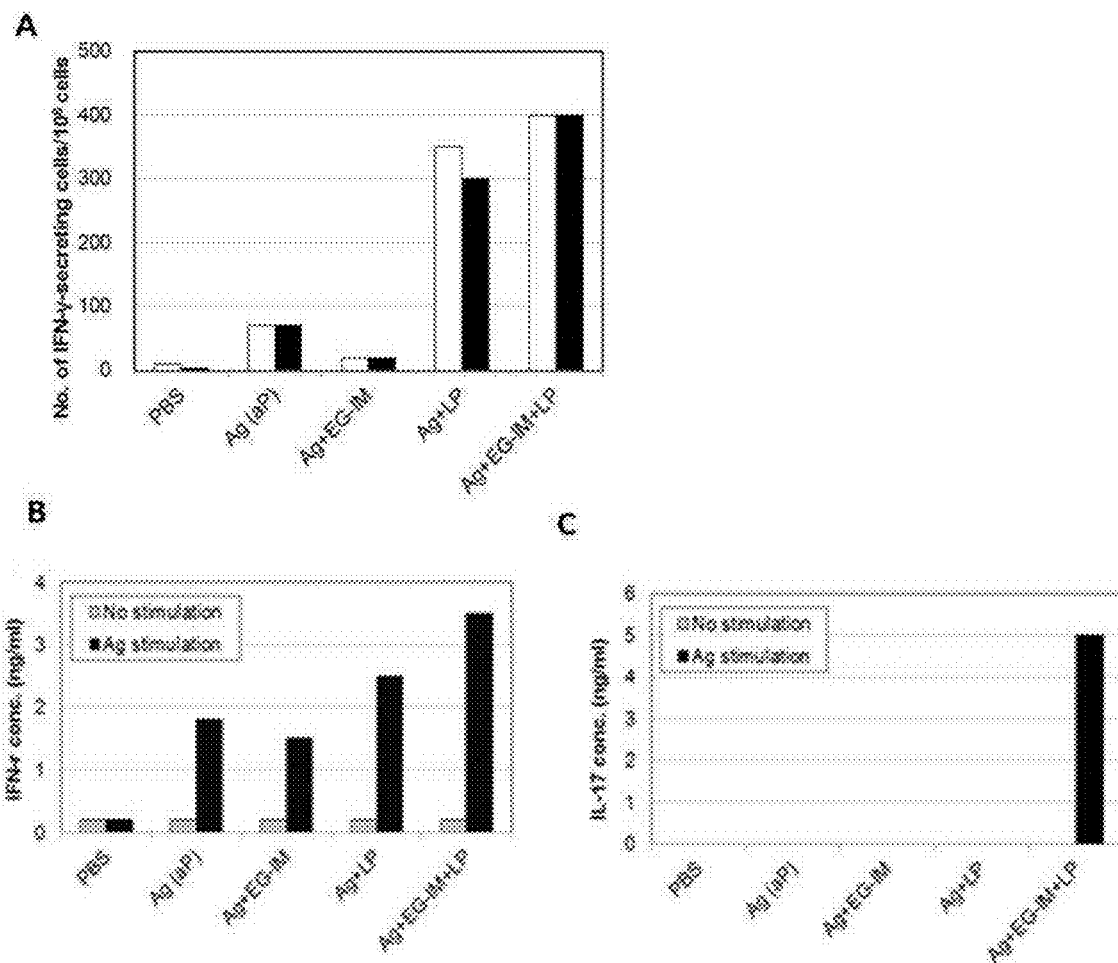 A
No. of IFN-γ-secreting cells/10⁶ cells
500
400
300
200
100
0
PBS
Ag (aP)
Ag+EG-IM
Ag+LP
Ag+EG-IM+LP
B
IFN-r conc. (ng/ml)
4
3
2
1
0
No stimulation
Ag stimulation
PBS
Ag (aP)
Ag+EG-IM
Ag+LP
Ag+EG-IM+LP
C
IL-17 conc. (ng/ml)
6
5
4
3
2
1
0
No stimulation
Ag stimulation
PBS
Ag (aP)
Ag+EG-IM
Ag+LP
Ag+EG-IM+LP